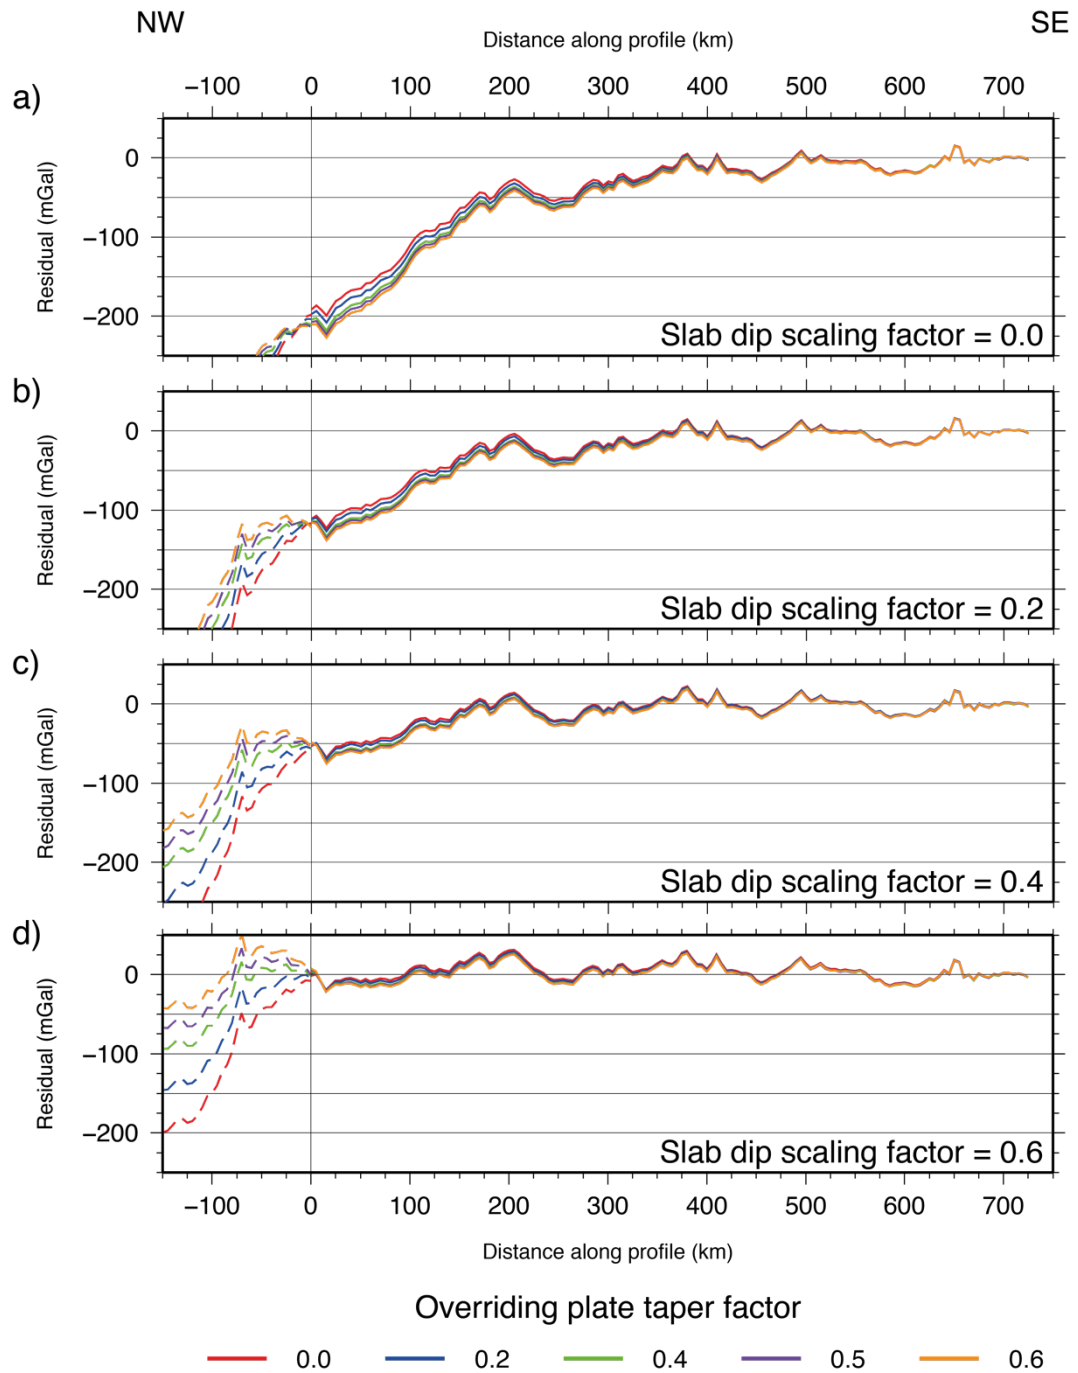 NW SE
Distance along profile (km)
−100 0 100 200 300 400 500 600 700
a)
0
−100
−200
Residual (mGal)
Slab dip scaling factor = 0.0
b)
0
−100
−200
Residual (mGal)
Slab dip scaling factor = 0.2
c)
0
−100
−200
Residual (mGal)
Slab dip scaling factor = 0.4
d)
0
−100
−200
Residual (mGal)
Slab dip scaling factor = 0.6
−100 0 100 200 300 400 500 600 700
Distance along profile (km)
Overriding plate taper factor
0.0 0.2 0.4 0.5 0.6